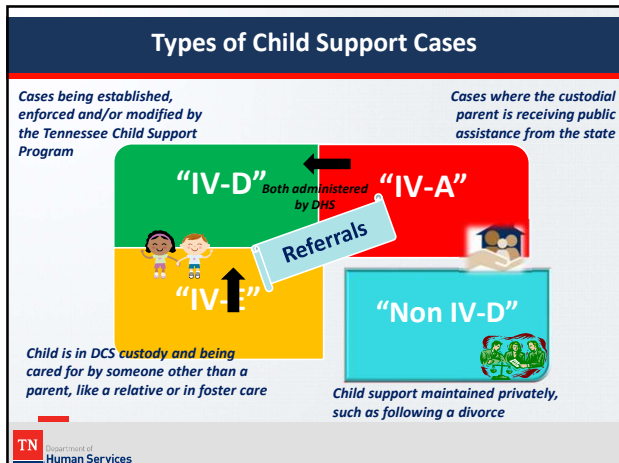 Types of Child Support Cases
Cases being established,
enforced and/or modified by
the Tennessee Child Support
Program
Cases where the custodial
parent is receiving public
assistance from the state
“IV-D”
Both administered
by DHS
“IV-A”
Referrals
“IV-E”
“Non IV-D”
Child is in DCS custody and being
cared for by someone other than a
parent, like a relative or in foster care
Child support maintained privately,
such as following a divorce
TN
Department of
Human Services